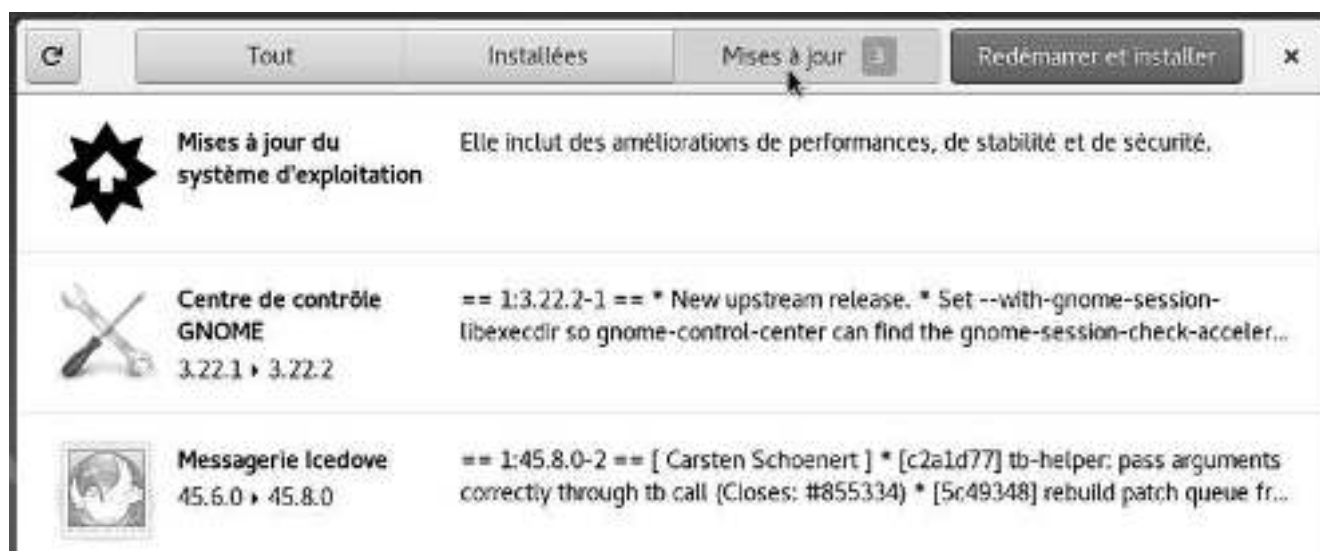 Tout Installées Mises à jour 3 Redémarrer et installer
Mises à jour du
système d'exploitation
Elle inclut des améliorations de performances, de stabilité et de sécurité.
Centre de contrôle
GNOME
3.22.1 ▸ 3.22.2
== 1:3.22.2-1 == * New upstream release. * Set --with-gnome-session-
libexecdir so gnome-control-center can find the gnome-session-check-acceler...
Messagerie Icedove
45.6.0 ▸ 45.8.0
== 1:45.8.0-2 == [ Carsten Schoenert ] * [c2a1d77] tb-helper: pass arguments
correctly through tb call (Closes: #855334) * [5c49348] rebuild patch queue fr...